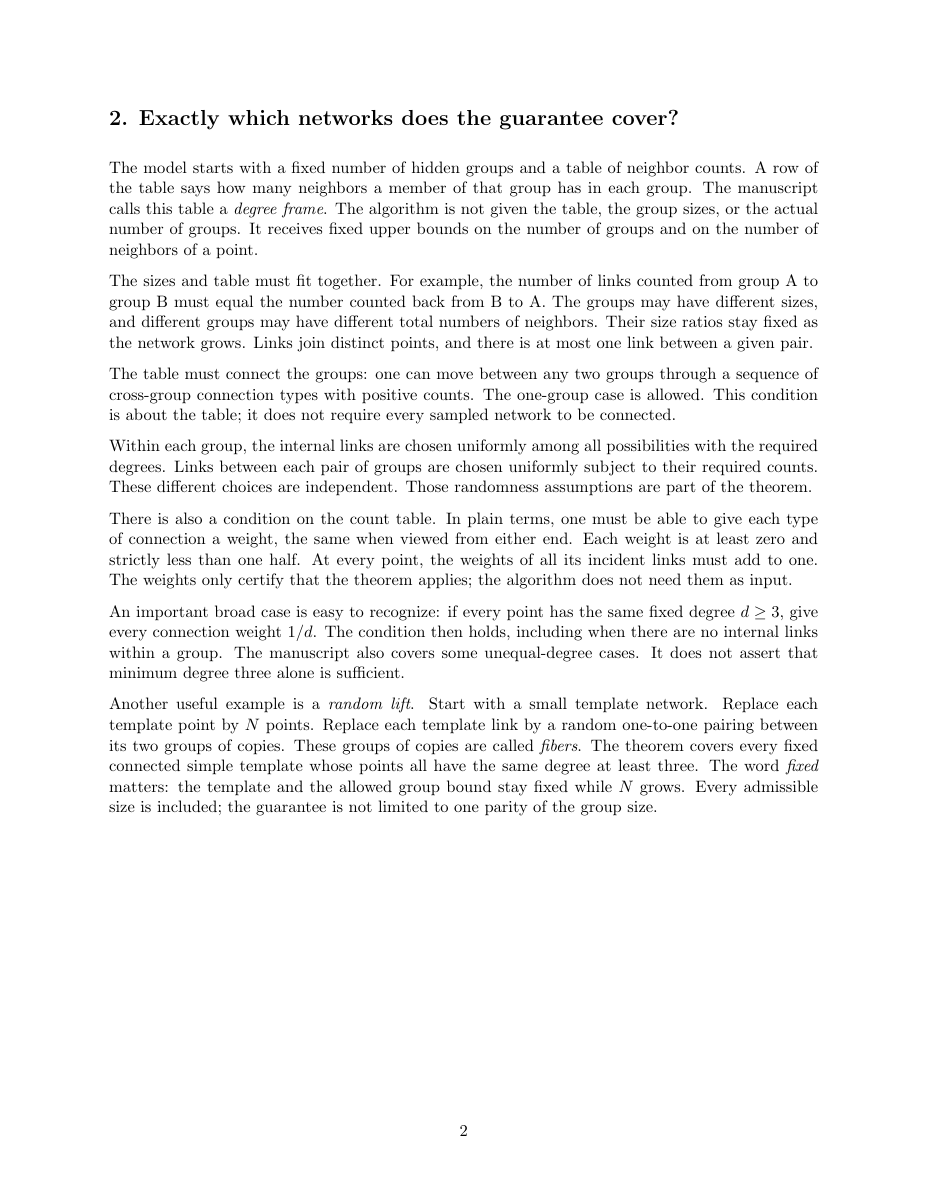 2. Exactly which networks does the guarantee cover?
The model starts with a fixed number of hidden groups and a table of neighbor counts. A row of
the table says how many neighbors a member of that group has in each group. The manuscript
calls this table a degree frame. The algorithm is not given the table, the group sizes, or the actual
number of groups. It receives fixed upper bounds on the number of groups and on the number of
neighbors of a point.
The sizes and table must fit together. For example, the number of links counted from group A to
group B must equal the number counted back from B to A. The groups may have different sizes,
and different groups may have different total numbers of neighbors. Their size ratios stay fixed as
the network grows. Links join distinct points, and there is at most one link between a given pair.
The table must connect the groups: one can move between any two groups through a sequence of
cross-group connection types with positive counts. The one-group case is allowed. This condition
is about the table; it does not require every sampled network to be connected.
Within each group, the internal links are chosen uniformly among all possibilities with the required
degrees. Links between each pair of groups are chosen uniformly subject to their required counts.
These different choices are independent. Those randomness assumptions are part of the theorem.
There is also a condition on the count table. In plain terms, one must be able to give each type
of connection a weight, the same when viewed from either end. Each weight is at least zero and
strictly less than one half. At every point, the weights of all its incident links must add to one.
The weights only certify that the theorem applies; the algorithm does not need them as input.
An important broad case is easy to recognize: if every point has the same fixed degree d ≥ 3, give
every connection weight 1/d. The condition then holds, including when there are no internal links
within a group. The manuscript also covers some unequal-degree cases. It does not assert that
minimum degree three alone is sufficient.
Another useful example is a random lift. Start with a small template network. Replace each
template point by N points. Replace each template link by a random one-to-one pairing between
its two groups of copies. These groups of copies are called fibers. The theorem covers every fixed
connected simple template whose points all have the same degree at least three. The word fixed
matters: the template and the allowed group bound stay fixed while N grows. Every admissible
size is included; the guarantee is not limited to one parity of the group size.
2